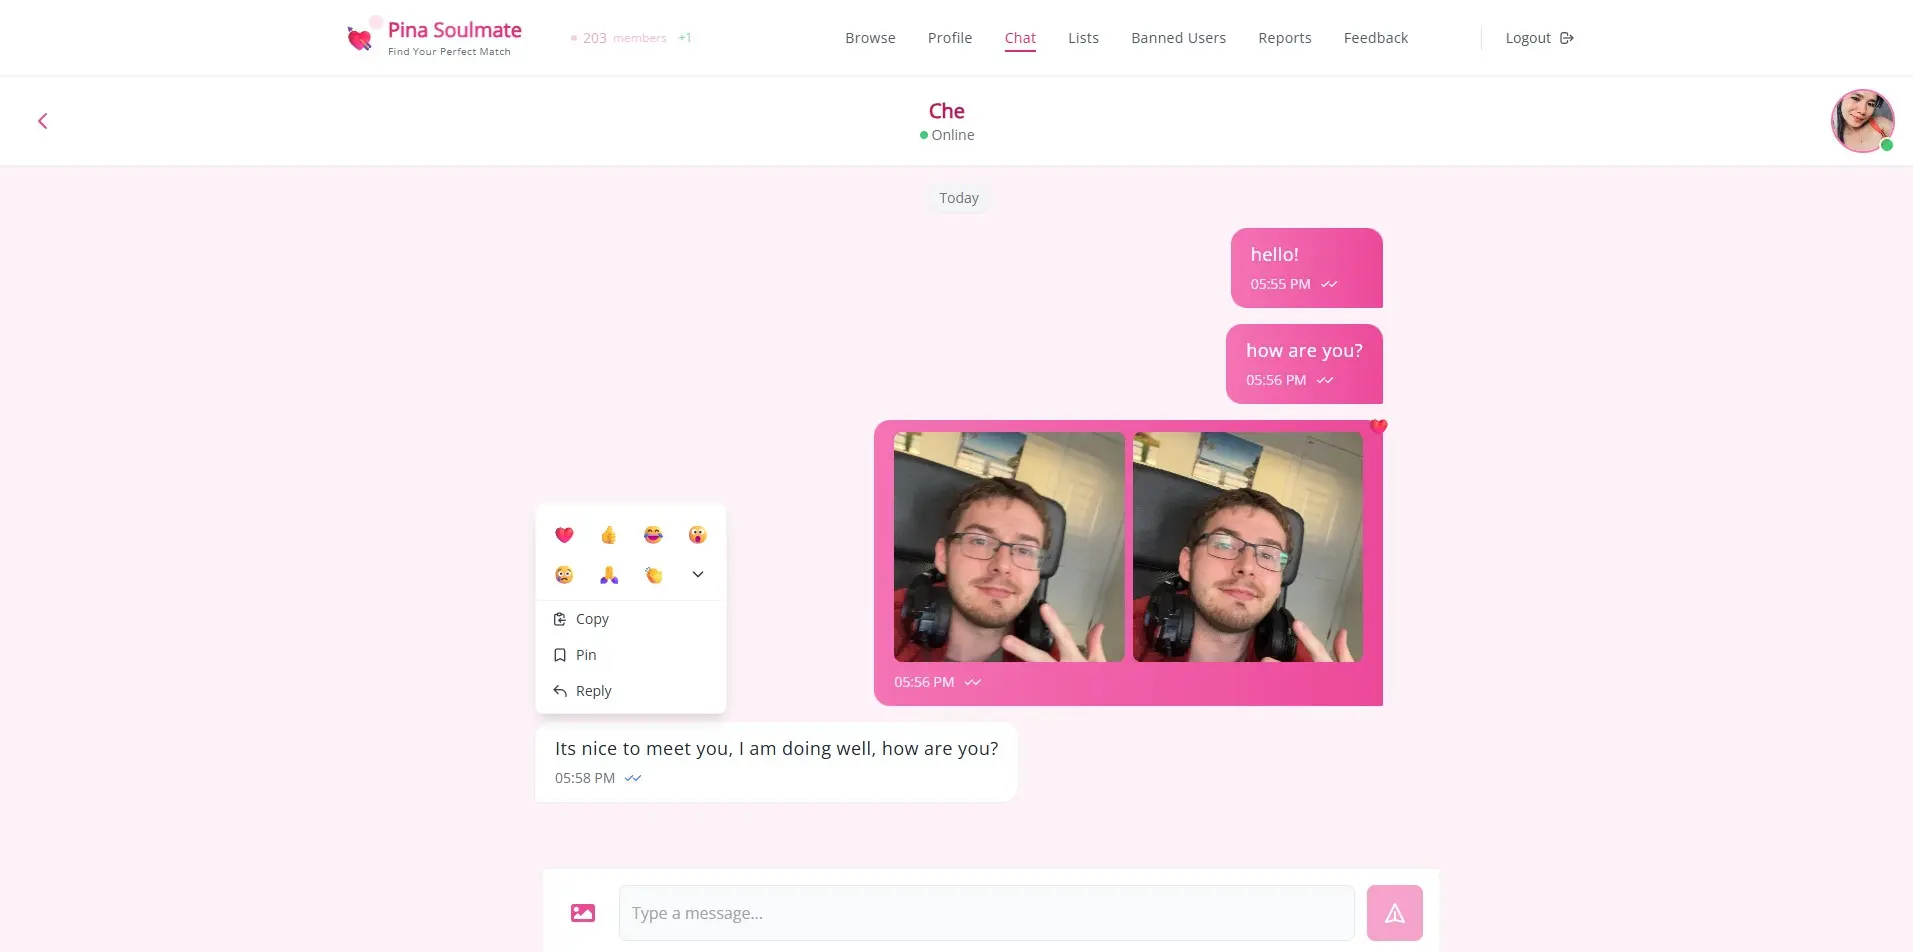 Pina Soulmate
Find Your Perfect Match
203 members +1
Browse
Profile
Chat
Lists
Banned Users
Reports
Feedback
Logout
Che
Online
Today
hello!
05:55 PM
how are you?
05:56 PM
05:56 PM
Copy
Pin
Reply
Its nice to meet you, I am doing well, how are you?
05:58 PM
Type a message...